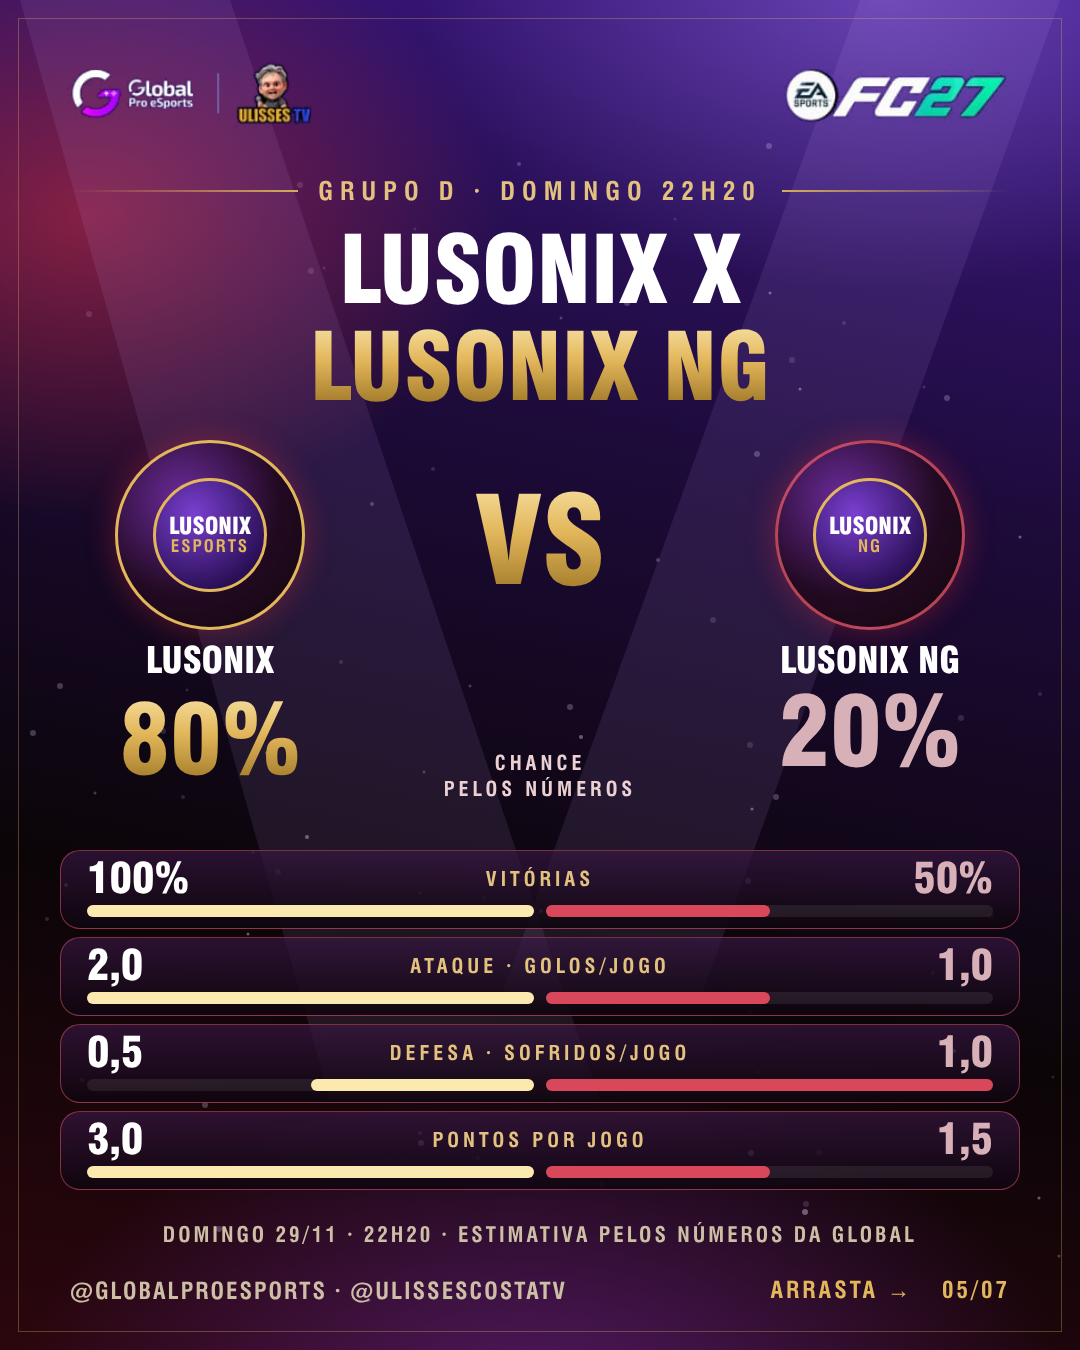 Global
Pro eSports
ULISSES TV
EA
SPORTS
FC27
GRUPO D · DOMINGO 22H20
LUSONIX X
LUSONIX NG
LUSONIX
ESPORTS
VS
LUSONIX
NG
LUSONIX
LUSONIX NG
80%
20%
CHANCE
PELOS NÚMEROS
100%
VITÓRIAS
50%
2,0
ATAQUE · GOLOS/JOGO
1,0
0,5
DEFESA · SOFRIDOS/JOGO
1,0
3,0
PONTOS POR JOGO
1,5
DOMINGO 29/11 · 22H20 · ESTIMATIVA PELOS NÚMEROS DA GLOBAL
@GLOBALPROESPORTS · @ULISSESCOSTATV
ARRASTA → 05/07